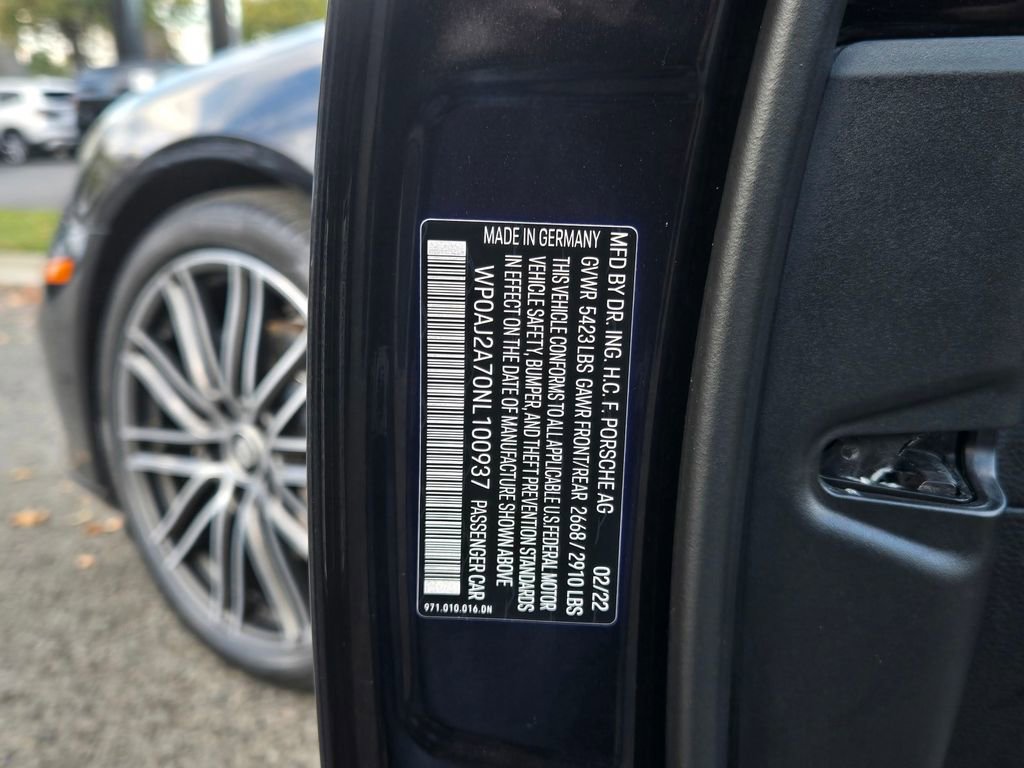 MFD BY DR. ING. H.C. F. PORSCHE AG 02/22
GVWR 5423 LBS GAWR FRONT/REAR 2668 / 2910 LBS
THIS VEHICLE CONFORMS TO ALL APPLICABLE U.S. FEDERAL MOTOR
VEHICLE SAFETY, BUMPER, AND THEFT PREVENTION STANDARDS
IN EFFECT ON THE DATE OF MANUFACTURE SHOWN ABOVE
MADE IN GERMANY
WP0AJ2A70NL100937 PASSENGER CAR
971.010.016.DN